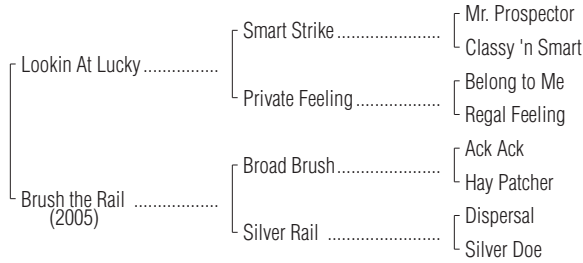 Mr. Prospector
Smart Strike ..................
Classy 'n Smart
Lookin At Lucky ................
Belong to Me
Private Feeling ...............
Regal Feeling
Ack Ack
Broad Brush ..................
Hay Patcher
Brush the Rail ..................
(2005)
Dispersal
Silver Rail ....................
Silver Doe